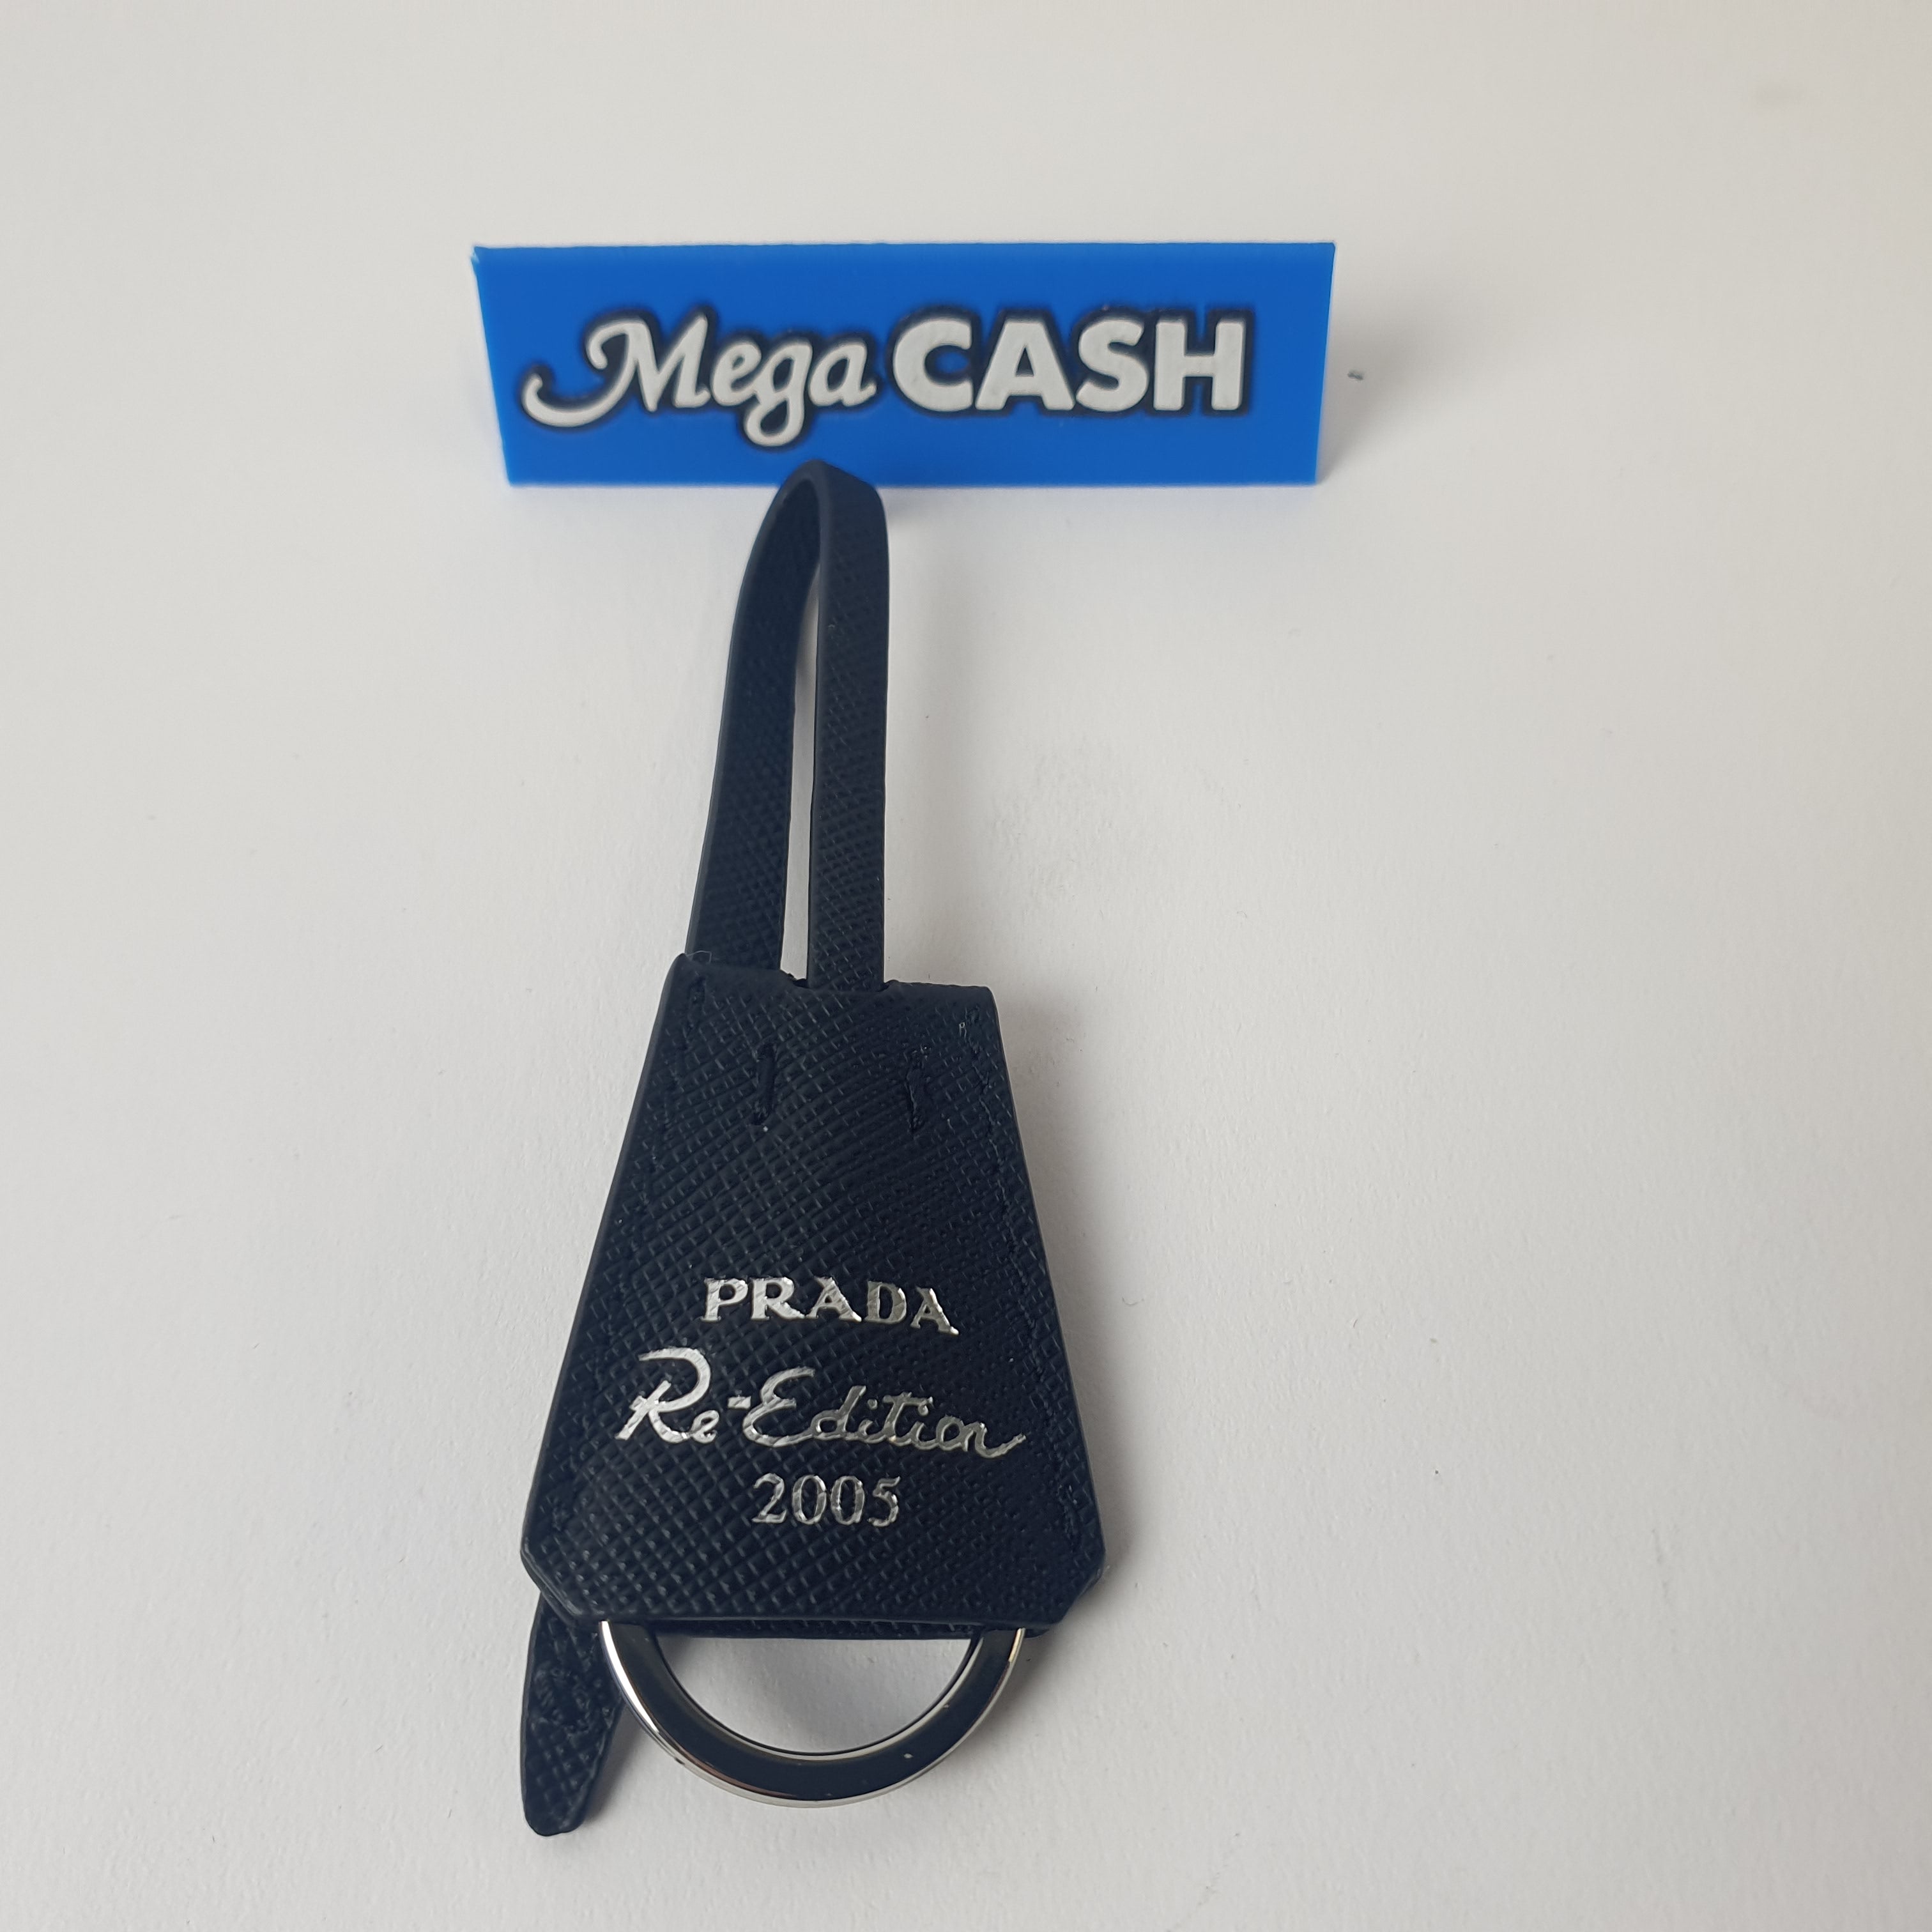 Mega CASH
PRADA
Re-Edition
2005